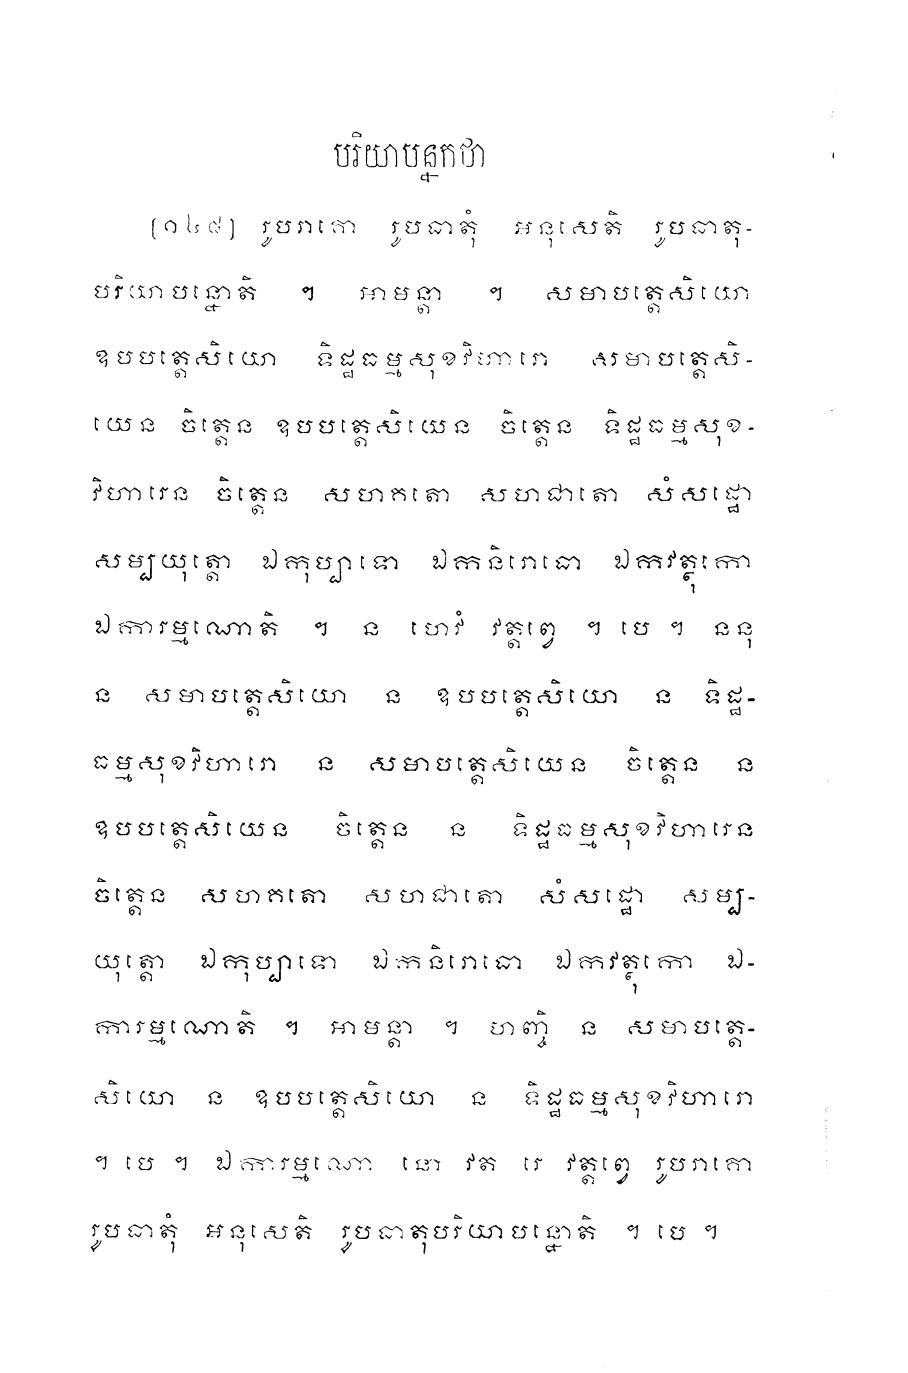 បរិយាបន្នកថា
[១៤៩] រូបរាគោ រូបធាតុំ អនុសេតិ រូបធាតុ-
បរិយាបន្នោតិ ។ អាមន្តា ។ សមាបត្តេសិយោ
ឧបបត្តេសិយោ ទិដ្ឋធម្មសុខវិហារោ សមាបត្តេសិ-
យេន ចិត្តេន ឧបបត្តេសិយេន ចិត្តេន ទិដ្ឋធម្មសុខ-
វិហារេន ចិត្តេន សហគតោ សហជាតោ សំសដ្ឋោ
សម្បយុត្តោ ឯកុប្បាទោ ឯកនិរោធោ ឯកវត្ថុកោ
ឯការម្មណោតិ ។ ន ហេវំ វត្តព្វេ ។ បេ ។ ននុ
ន សមាបត្តេសិយោ ន ឧបបត្តេសិយោ ន ទិដ្ឋ-
ធម្មសុខវិហារោ ន សមាបត្តេសិយេន ចិត្តេន ន
ឧបបត្តេសិយេន ចិត្តេន ន ទិដ្ឋធម្មសុខវិហារេន
ចិត្តេន សហគតោ សហជាតោ សំសដ្ឋោ សម្ប-
យុត្តោ ឯកុប្បាទោ ឯកនិរោធោ ឯកវត្ថុកោ ឯ-
ការម្មណោតិ ។ អាមន្តា ។ ហញ្ចិ ន សមាបត្តេ-
សិយោ ន ឧបបត្តេសិយោ ន ទិដ្ឋធម្មសុខវិហារោ
។ បេ ។ ឯការម្មណោ នោ វត រេ វត្តព្វេ រូបរាគោ
រូបធាតុំ អនុសេតិ រូបធាតុបរិយាបន្នោតិ ។ បេ ។